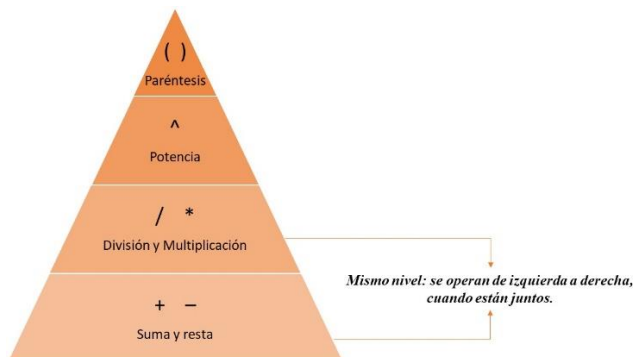 ( )
Paréntesis
^
Potencia
/ *
División y Multiplicación
Mismo nivel: se operan de izquierda a derecha,
cuando están juntos.
+ −
Suma y resta